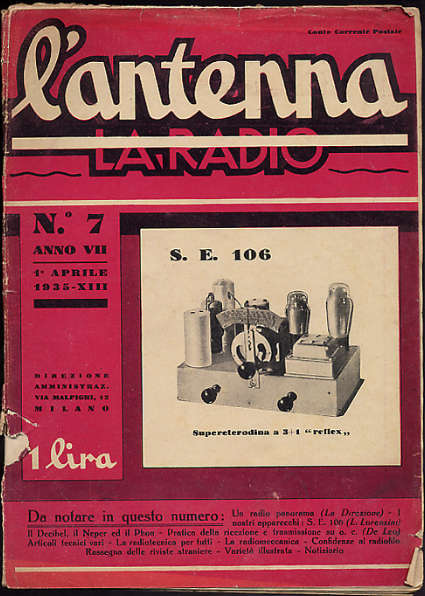 Conto Corrente Postale
l'antenna
LA RADIO
N.º 7
ANNO VII
1º APRILE
1935-XIII
DIREZIONE
AMMINISTRAZ.
VIA MALPIGHI, 12
MILANO
1 lira
S. E. 106
Supereterodina a 3+1 “reflex„
Da notare in questo numero: Un radio panorama (La Direzione) - I
nostri apparecchi: S. E. 106 (L. Lorenzini)
Il Decibel, il Neper ed il Phon - Pratica della ricezione e trasmissione su o. c. (De Leo)
Articoli tecnici vari - La radiotecnica per tutti - La radiomeccanica - Confidenze al radiofilo
Rassegna delle riviste straniere - Varietà illustrata - Notiziario